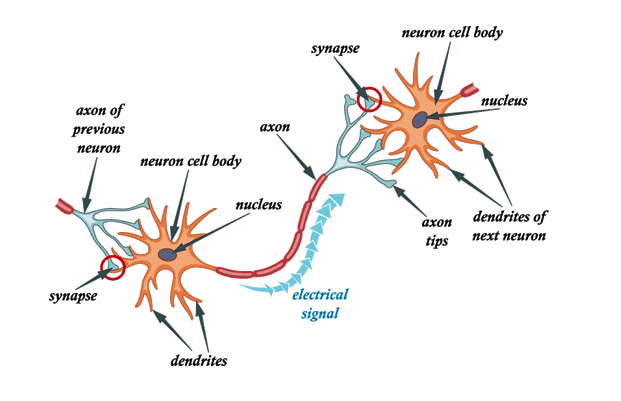 neuron cell body
synapse
nucleus
axon of
previous
neuron
axon
neuron cell body
nucleus
axon
tips
dendrites of
next neuron
synapse
electrical
signal
dendrites